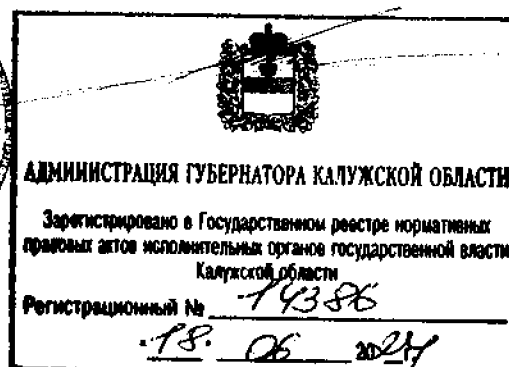 АДМИНИСТРАЦИЯ ГУБЕРНАТОРА КАЛУЖСКОЙ ОБЛАСТИ
Зарегистрировано в Государственном реестре нормативных
правовых актов исполнительных органов государственной власти
Калужской области
Регистрационный № 14386
18. 06 20